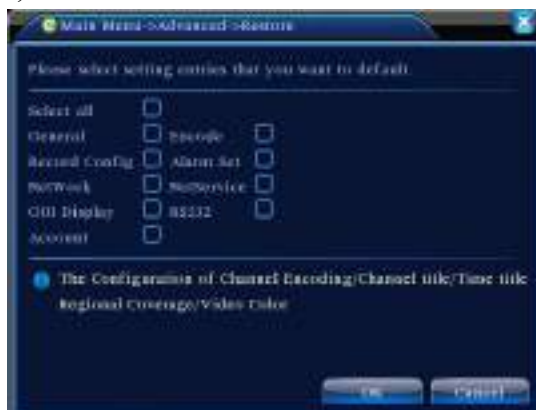 Main Menu->Advanced->Restore
Please select setting entries that you want to default.
Select all
General Encode
Record Config Alarm Set
NetWork NetService
GUI Display RS232
Account
The Configuration of Channel Encoding/Channel title/Time title
Regional Coverage/Video Color
OK Cancel